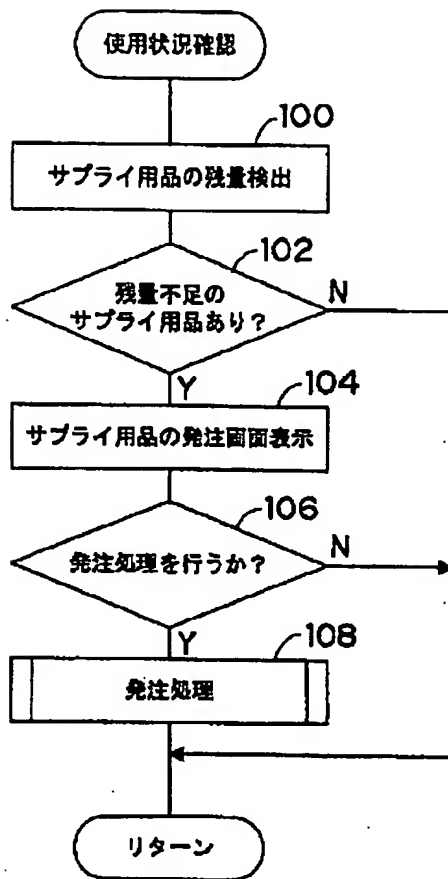 使用状況確認
100
サプライ用品の残量検出
102
残量不足の
サプライ用品あり?
N
Y
104
サプライ用品の発注画面表示
106
発注処理を行うか?
N
Y
108
発注処理
リターン